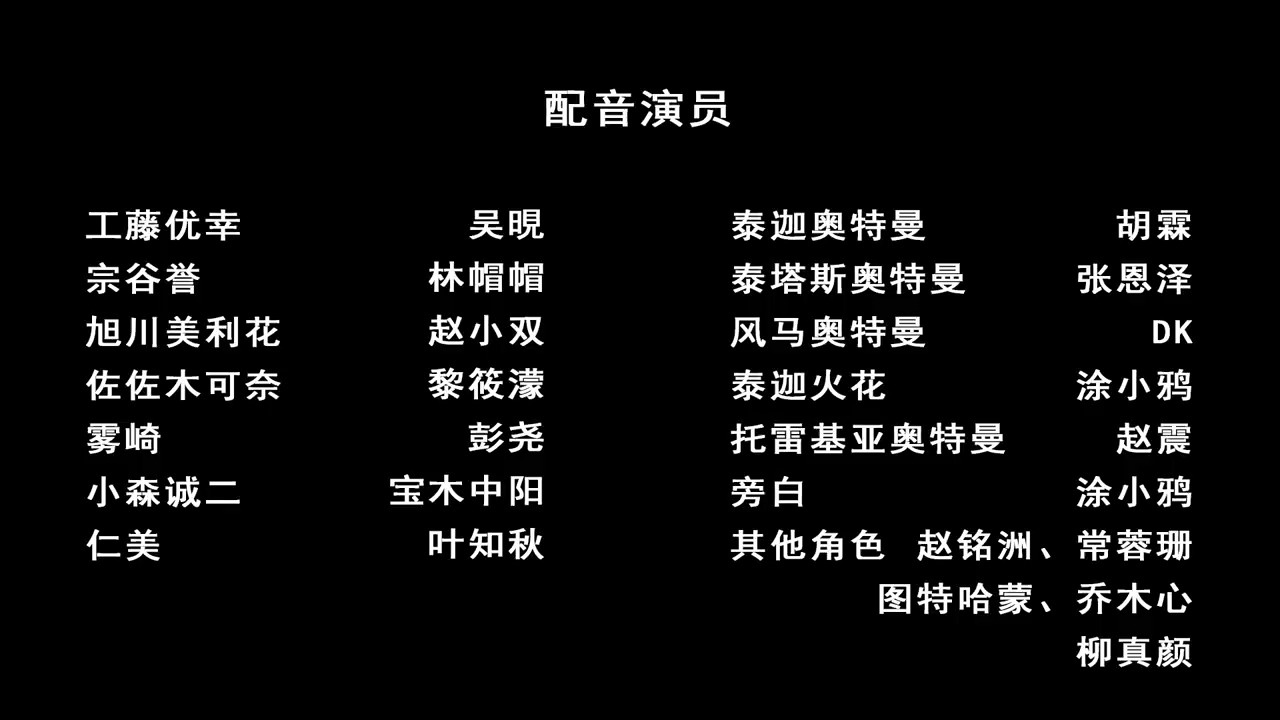 配音演员
工藤优幸 吴晛
宗谷誉 林帽帽
旭川美利花 赵小双
佐佐木可奈 黎筱濛
雾崎 彭尧
小森诚二 宝木中阳
仁美 叶知秋
泰迦奥特曼 胡霖
泰塔斯奥特曼 张恩泽
风马奥特曼 DK
泰迦火花 涂小鸦
托雷基亚奥特曼 赵震
旁白 涂小鸦
其他角色 赵铭洲、常蓉珊
图特哈蒙、乔木心
柳真颜